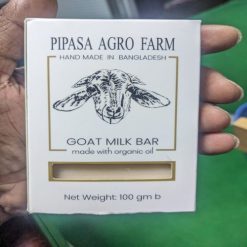 PIPASA AGRO FARM
HAND MADE IN BANGLADESH
GOAT MILK BAR
made with organic oil
Net Weight: 100 gm b